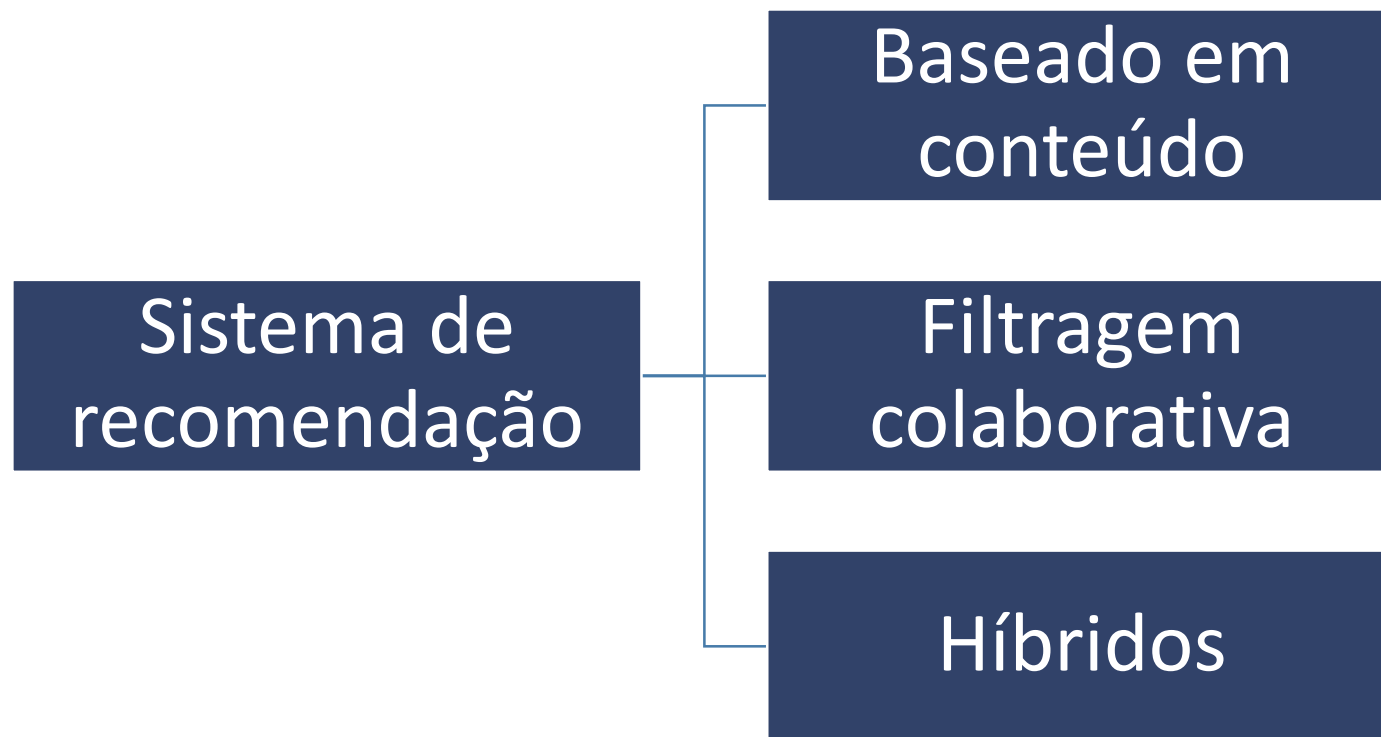 Baseado em
conteúdo
Sistema de
recomendação
Filtragem
colaborativa
Híbridos